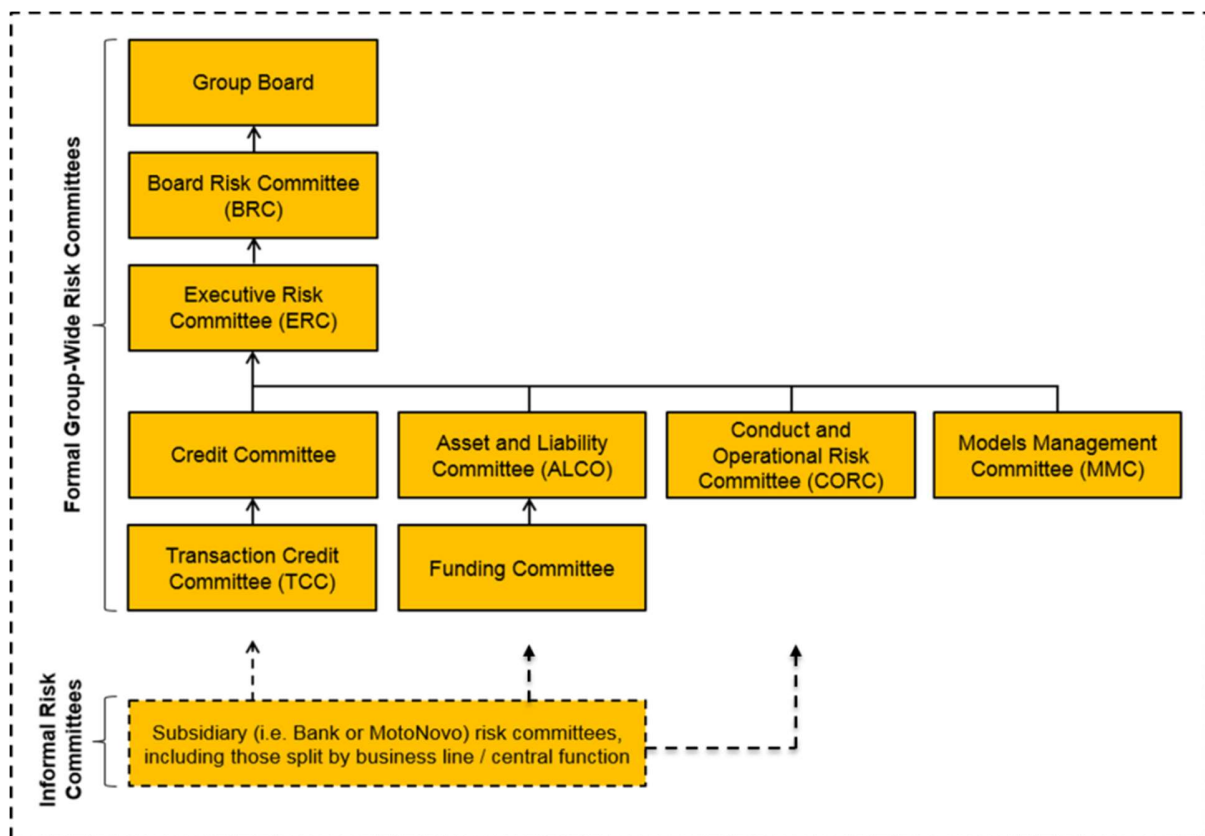 Formal Group-Wide Risk Committees
Group Board
Board Risk Committee
(BRC)
Executive Risk
Committee (ERC)
Credit Committee
Asset and Liability
Committee (ALCO)
Conduct and
Operational Risk
Committee (CORC)
Models Management
Committee (MMC)
Transaction Credit
Committee (TCC)
Funding Committee
Informal Risk
Committees
Subsidiary (i.e. Bank or MotoNovo) risk committees,
including those split by business line / central function